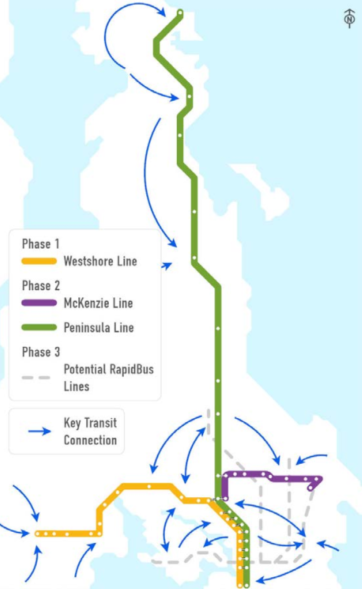 N
Phase 1
Westshore Line
Phase 2
McKenzie Line
Peninsula Line
Phase 3
Potential RapidBus
Lines
Key Transit
Connection